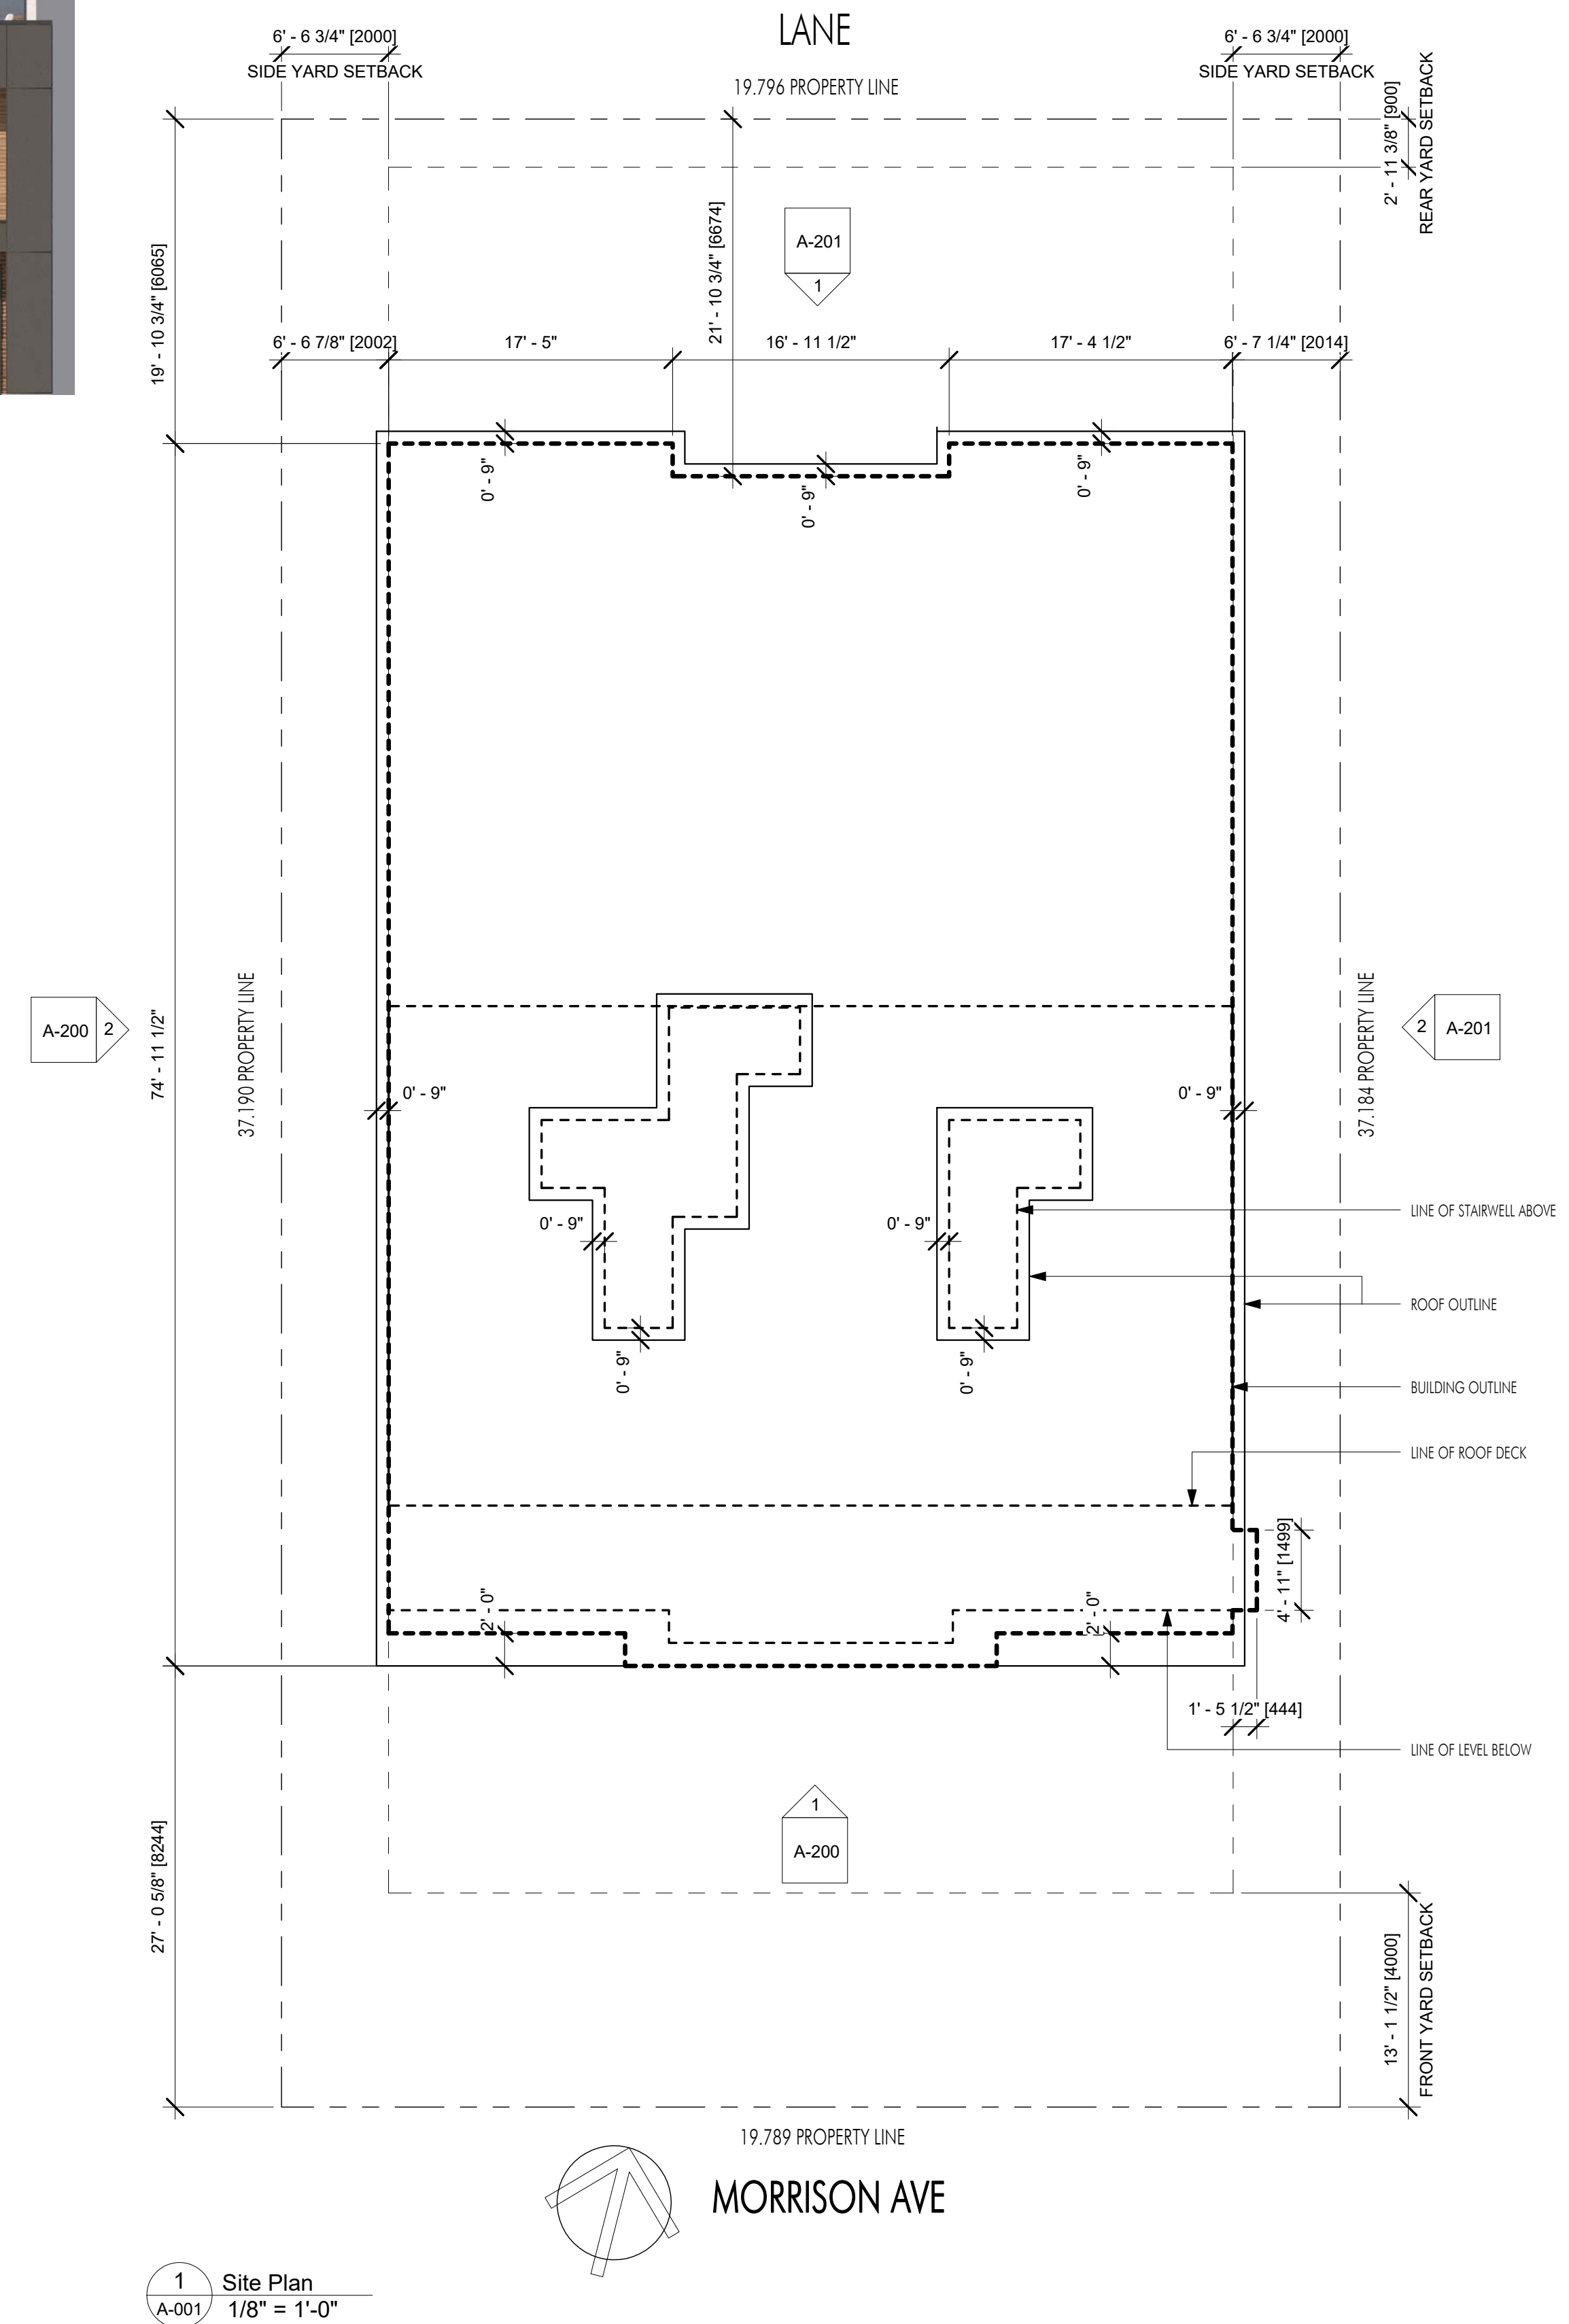 LANE
6' - 6 3/4" [2000]
SIDE YARD SETBACK
6' - 6 3/4" [2000]
SIDE YARD SETBACK
19.796 PROPERTY LINE
2' - 11 3/8" [900]
REAR YARD SETBACK
19' - 10 3/4" [6065]
21' - 10 3/4" [6674]
A-201
1
6' - 6 7/8" [2002]
17' - 5"
16' - 11 1/2"
17' - 4 1/2"
6' - 7 1/4" [2014]
0' - 9"
0' - 9"
0' - 9"
A-200
2
74' - 11 1/2"
37.190 PROPERTY LINE
37.184 PROPERTY LINE
2
A-201
0' - 9"
0' - 9"
LINE OF STAIRWELL ABOVE
0' - 9"
0' - 9"
ROOF OUTLINE
0' - 9"
0' - 9"
BUILDING OUTLINE
LINE OF ROOF DECK
4' - 11" [1499]
2' - 0"
2' - 0"
1' - 5 1/2" [444]
LINE OF LEVEL BELOW
1
A-200
27' - 0 5/8" [8244]
13' - 1 1/2" [4000]
FRONT YARD SETBACK
19.789 PROPERTY LINE
MORRISON AVE
1
A-001
Site Plan
1/8" = 1'-0"